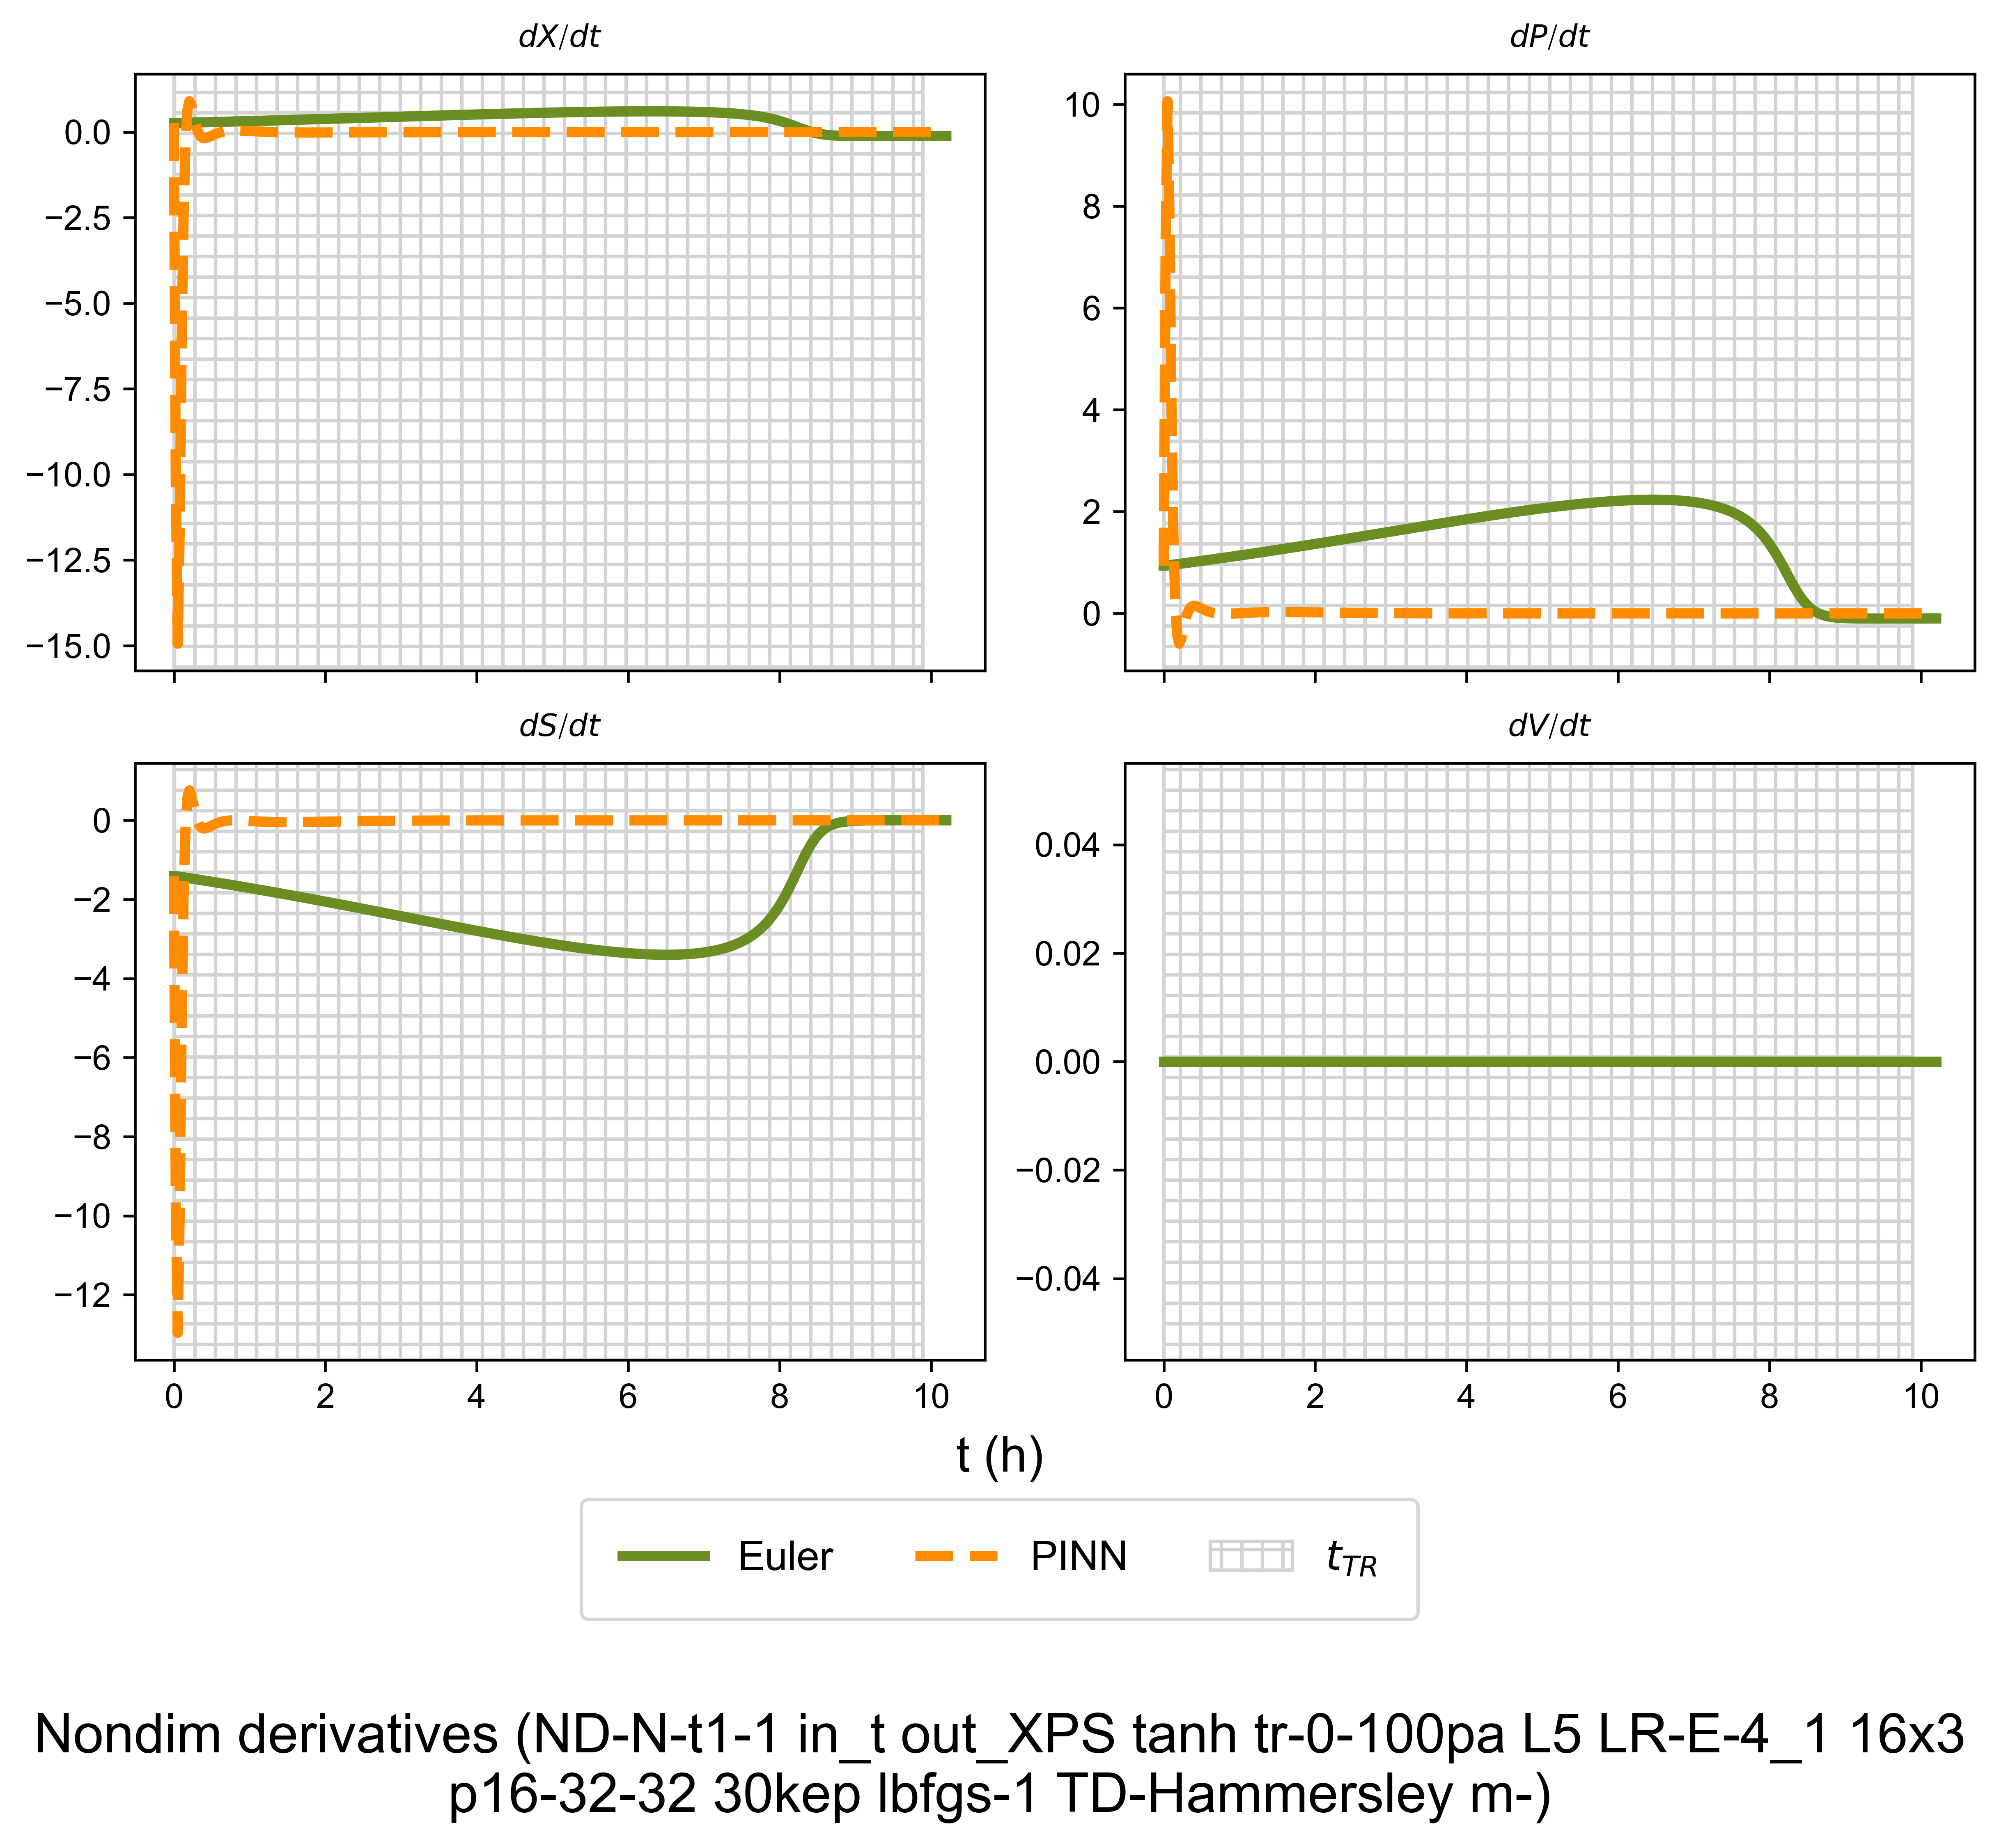 dX/dt
dP/dt
0.0
−2.5
−5.0
−7.5
−10.0
−12.5
−15.0
10
8
6
4
2
0
dS/dt
dV/dt
0
−2
−4
−6
−8
−10
−12
0.04
0.02
0.00
−0.02
−0.04
0 2 4 6 8 10
0 2 4 6 8 10
t (h)
Euler PINN t_TR
Nondim derivatives (ND-N-t1-1 in_t out_XPS tanh tr-0-100pa L5 LR-E-4_1 16x3
p16-32-32 30kep lbfgs-1 TD-Hammersley m-)